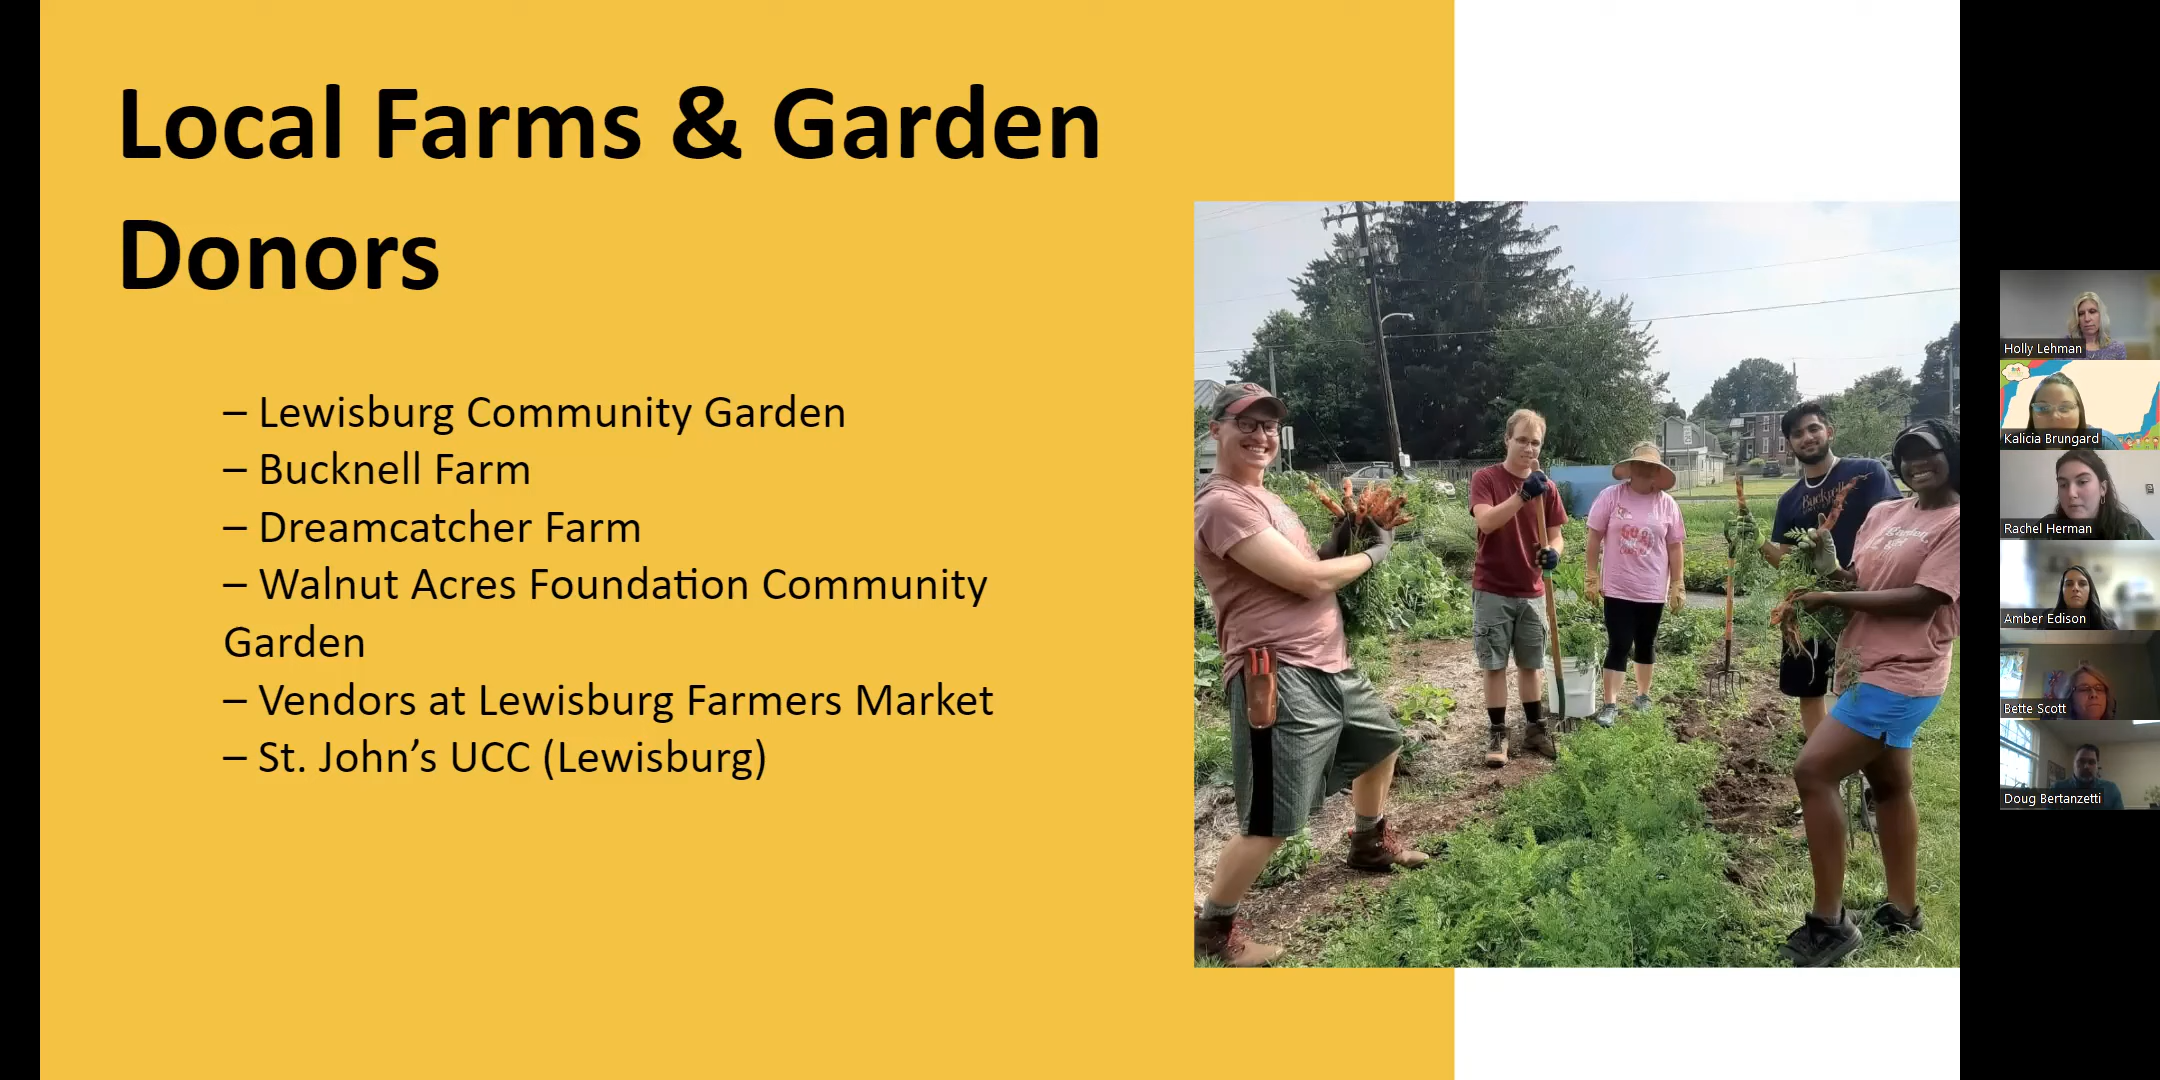 Local Farms & Garden
Donors
– Lewisburg Community Garden
– Bucknell Farm
– Dreamcatcher Farm
– Walnut Acres Foundation Community
Garden
– Vendors at Lewisburg Farmers Market
– St. John’s UCC (Lewisburg)
Bucknell
Holly Lehman
Kalicia Brungard
Rachel Herman
Amber Edison
Bette Scott
Doug Bertanzetti